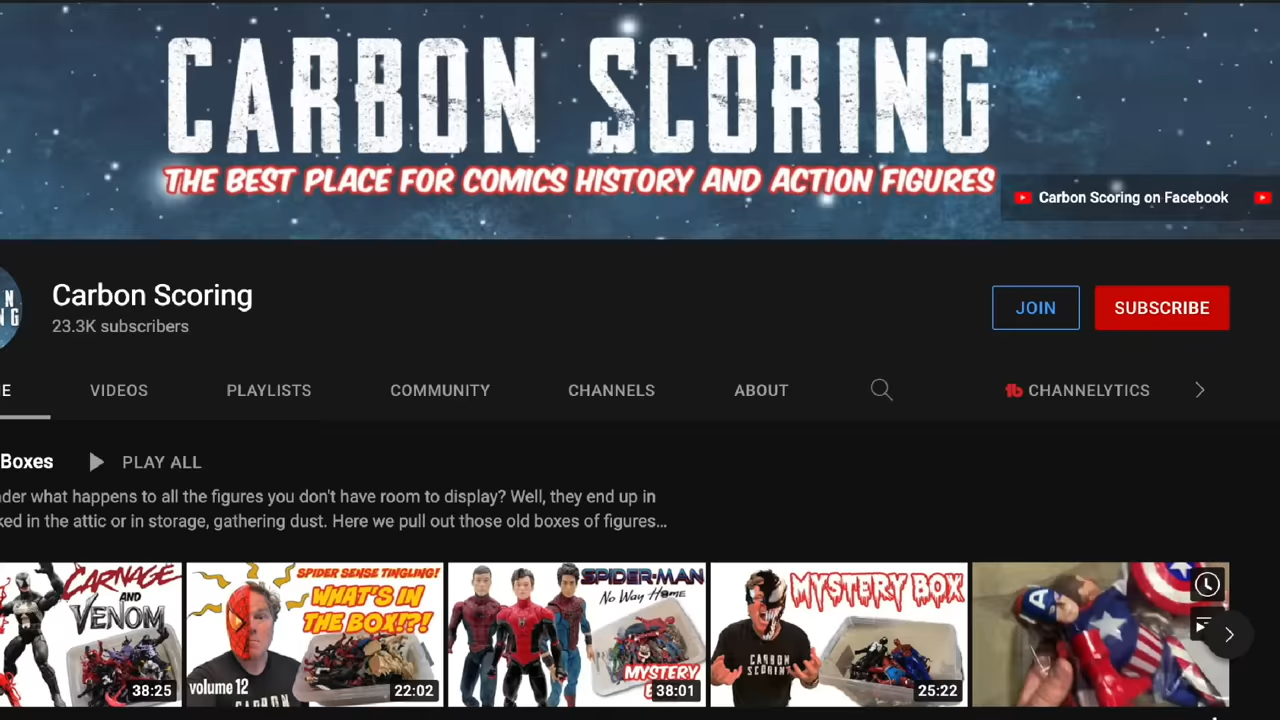 CARBON SCORING
THE BEST PLACE FOR COMICS HISTORY AND ACTION FIGURES
Carbon Scoring on Facebook
N
NG
Carbon Scoring
23.3K subscribers
JOIN
SUBSCRIBE
E
VIDEOS
PLAYLISTS
COMMUNITY
CHANNELS
ABOUT
CHANNELYTICS
Boxes
PLAY ALL
nder what happens to all the figures you don't have room to display? Well, they end up in
ked in the attic or in storage, gathering dust. Here we pull out those old boxes of figures...
CARNAGE
AND
VENOM
38:25
SPIDER SENSE TINGLING!
WHAT'S IN
THE BOX!?!
volume 12
CARBON
22:02
SPIDER-MAN
No Way Home
MYSTERY
38:01
MYSTERY BOX
CARBON
SCORING
25:22
A